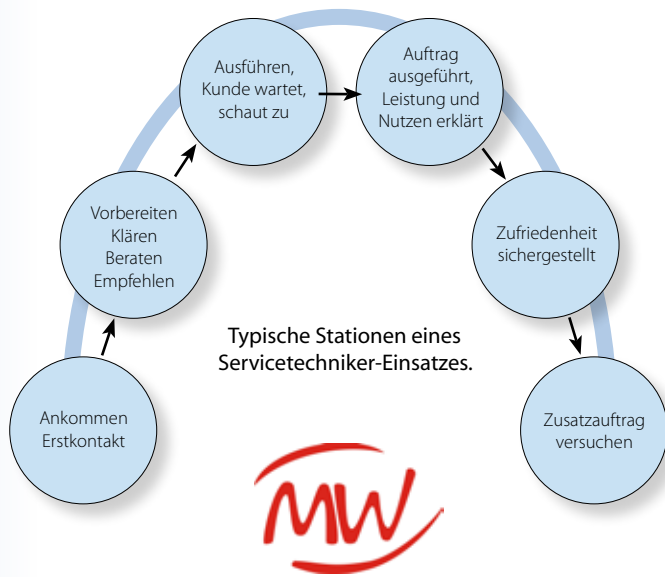 Ausführen,
Kunde wartet,
schaut zu
Auftrag
ausgeführt,
Leistung und
Nutzen erklärt
Vorbereiten
Klären
Beraten
Empfehlen
Zufriedenheit
sichergestellt
Typische Stationen eines
Servicetechniker-Einsatzes.
Ankommen
Erstkontakt
Zusatzauftrag
versuchen
MW